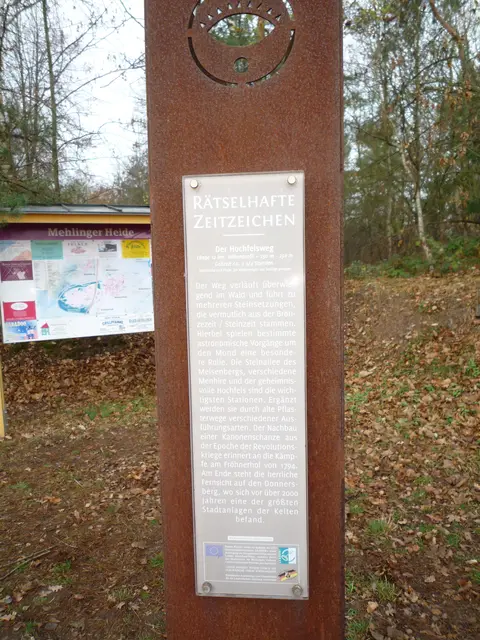 Mehlinger Heide
RÄTSELHAFTE
ZEITZEICHEN
Der Hochfelsweg
Der Weg verläuft überwie-
gend im Wald und führt zu
mehreren Steinsetzungen,
die vermutlich aus der Bron-
zezeit / Steinzeit stammen.
Hierbei spielen bestimmte
astronomische Vorgänge um
den Mond eine besonde-
re Rolle. Die Steinallee des
Meisenbergs, verschiedene
Menhire und der geheimnis-
volle Hochfels sind die wich-
tigsten Stationen. Ergänzt
werden sie durch alte Pflas-
terwege verschiedener Aus-
führungsarten. Der Nachbau
einer Kanonenschanze aus
der Epoche der Revolutions-
kriege erinnert an die Kämp-
fe am Fröhnerhof von 1794.
Am Ende steht die herrliche
Fernsicht auf den Donners-
berg, wo sich vor über 2000
Jahren eine der größten
Stadtanlagen der Kelten
befand.